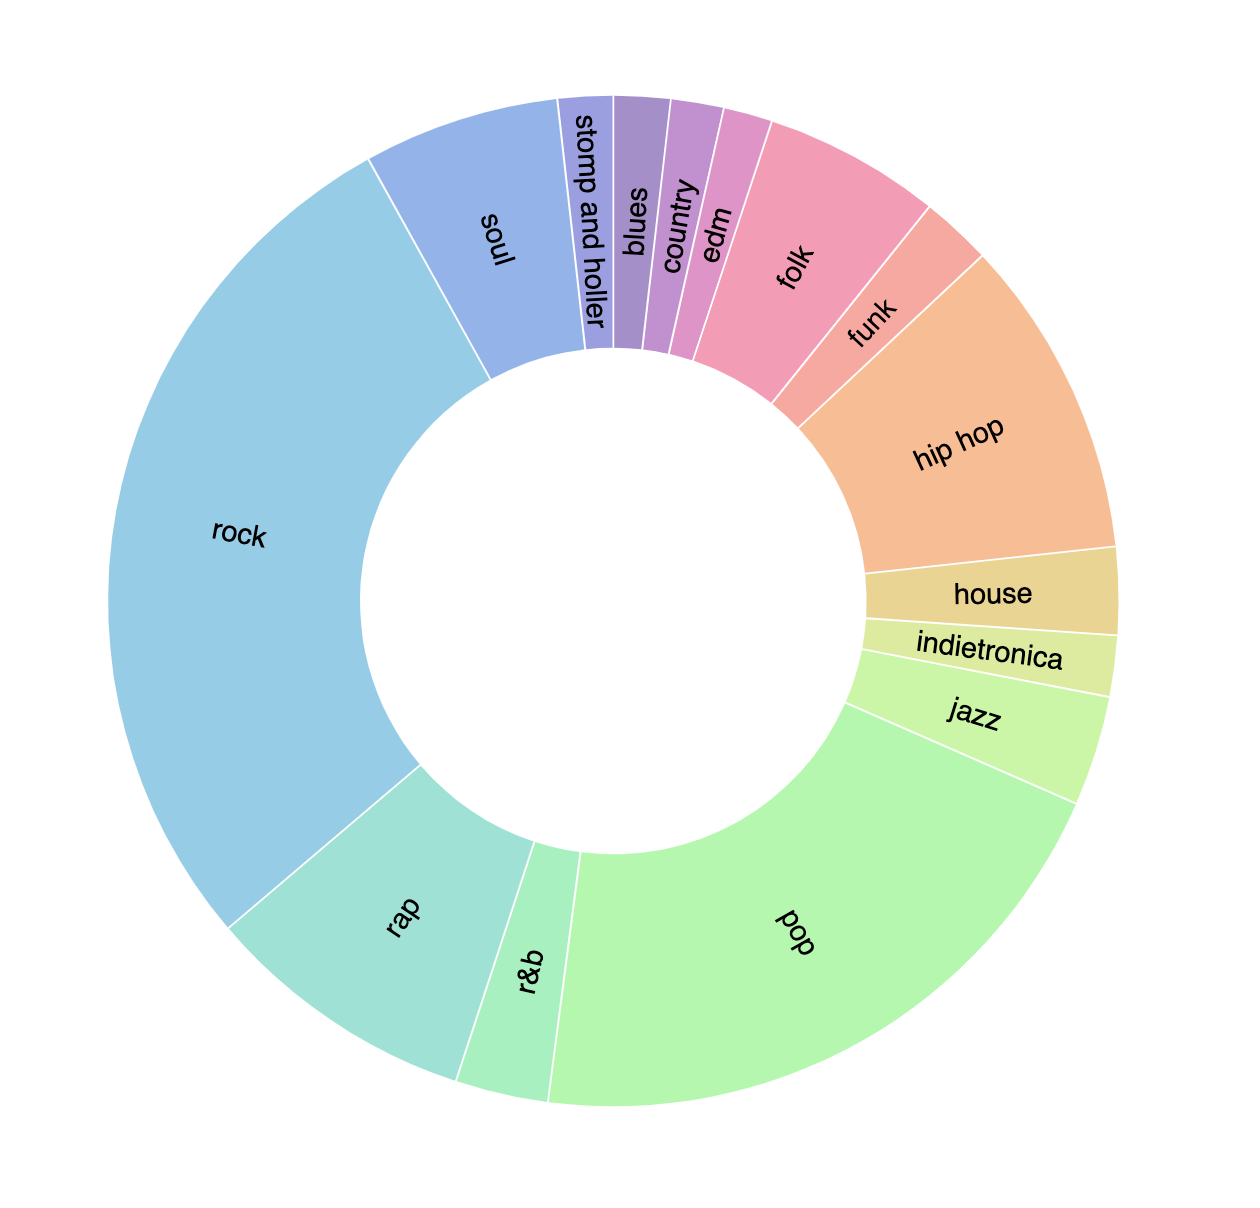 blues
country
edm
folk
funk
hip hop
house
indietronica
jazz
pop
r&b
rap
rock
soul
stomp and holler